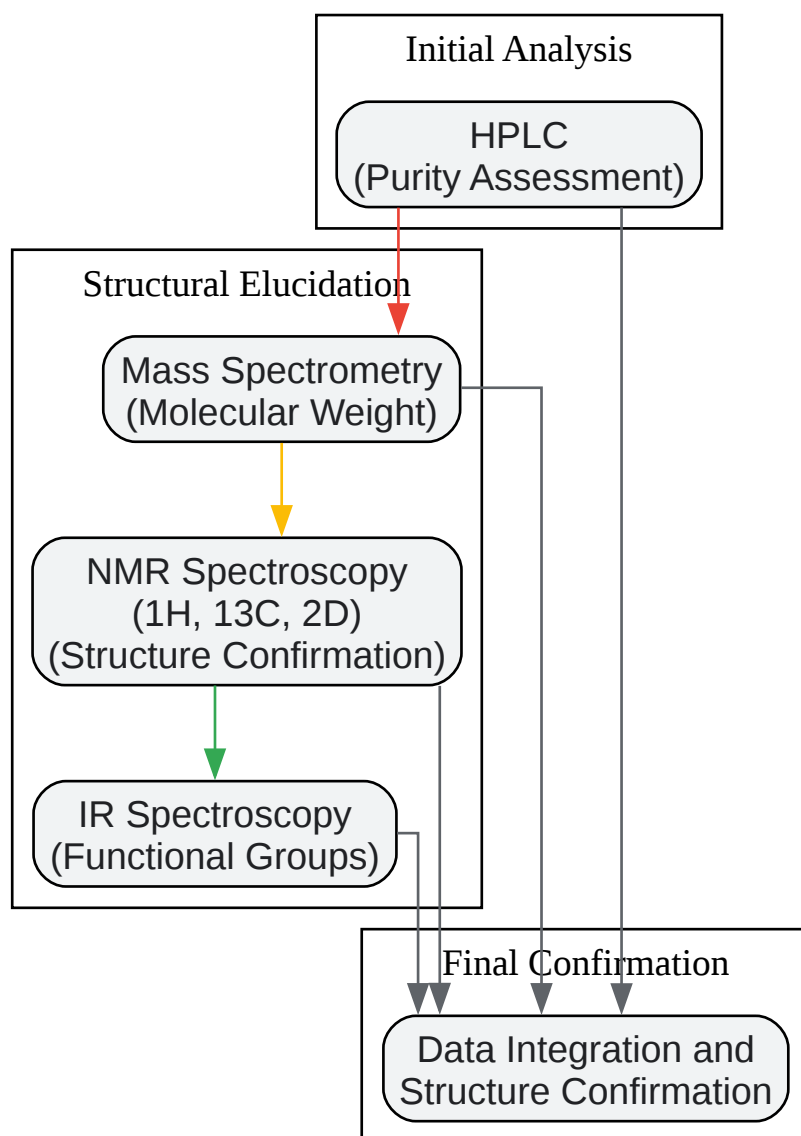 Initial Analysis
HPLC
(Purity Assessment)
Structural Elucidation
Mass Spectrometry
(Molecular Weight)
NMR Spectroscopy
(1H, 13C, 2D)
(Structure Confirmation)
IR Spectroscopy
(Functional Groups)
Final Confirmation
Data Integration and
Structure Confirmation